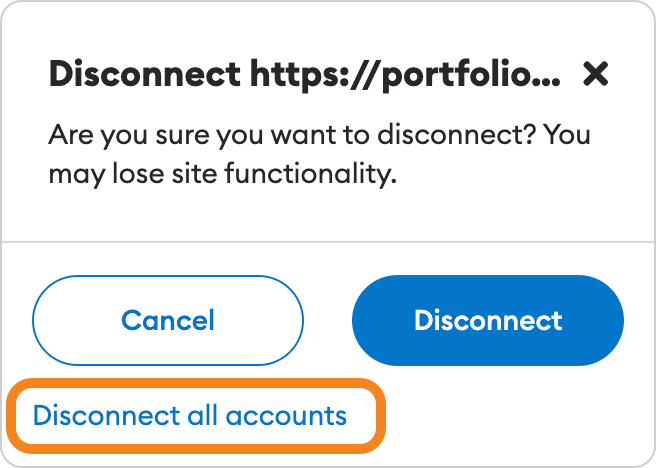 Disconnect https://portfolio...
Are you sure you want to disconnect? You
may lose site functionality.
Cancel
Disconnect
Disconnect all accounts